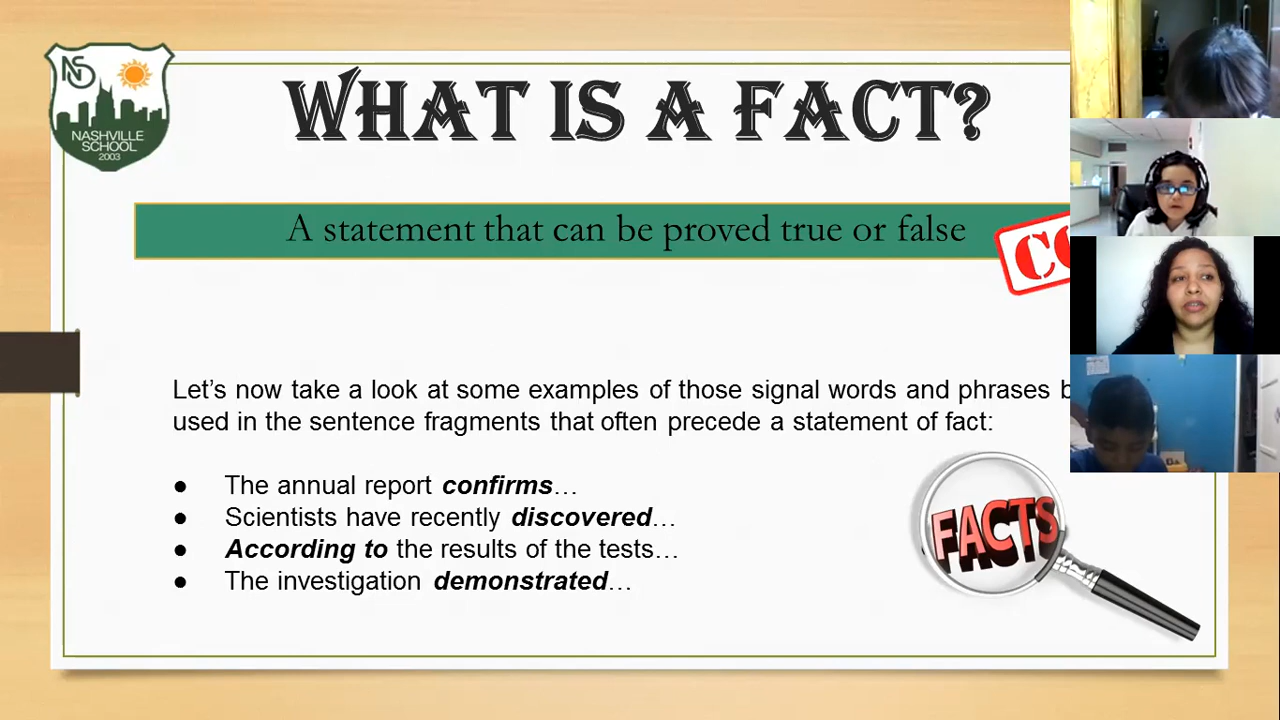 NS
NASHVILLE
SCHOOL
2003
WHAT IS A FACT?
A statement that can be proved true or false
Let's now take a look at some examples of those signal words and phrases
used in the sentence fragments that often precede a statement of fact:
● The annual report confirms…
● Scientists have recently discovered…
● According to the results of the tests…
● The investigation demonstrated…
FACTS